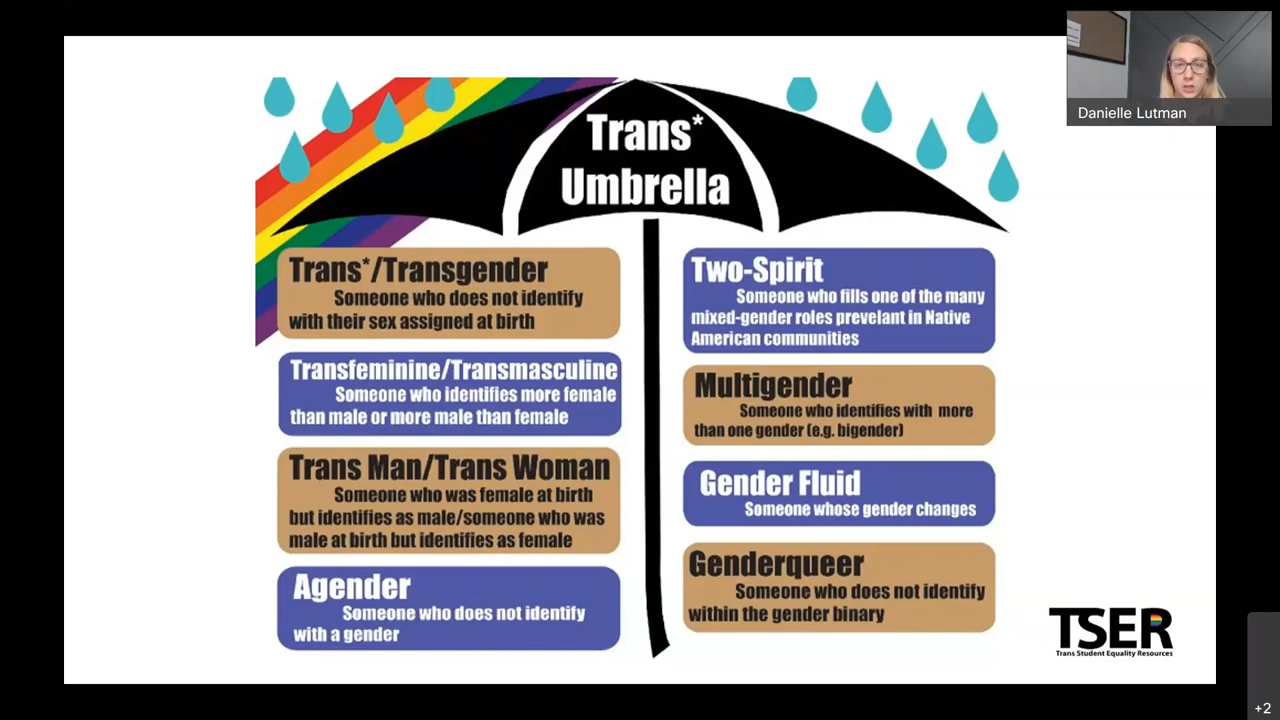 Danielle Lutman
Trans*
Umbrella
Trans*/Transgender
Someone who does not identify
with their sex assigned at birth
Transfeminine/Transmasculine
Someone who identifies more female
than male or more male than female
Trans Man/Trans Woman
Someone who was female at birth
but identifies as male/someone who was
male at birth but identifies as female
Agender
Someone who does not identify
with a gender
Two-Spirit
Someone who fills one of the many
mixed-gender roles prevelant in Native
American communities
Multigender
Someone who identifies with more
than one gender (e.g. bigender)
Gender Fluid
Someone whose gender changes
Genderqueer
Someone who does not identify
within the gender binary
TSER
Trans Student Equality Resources
+2